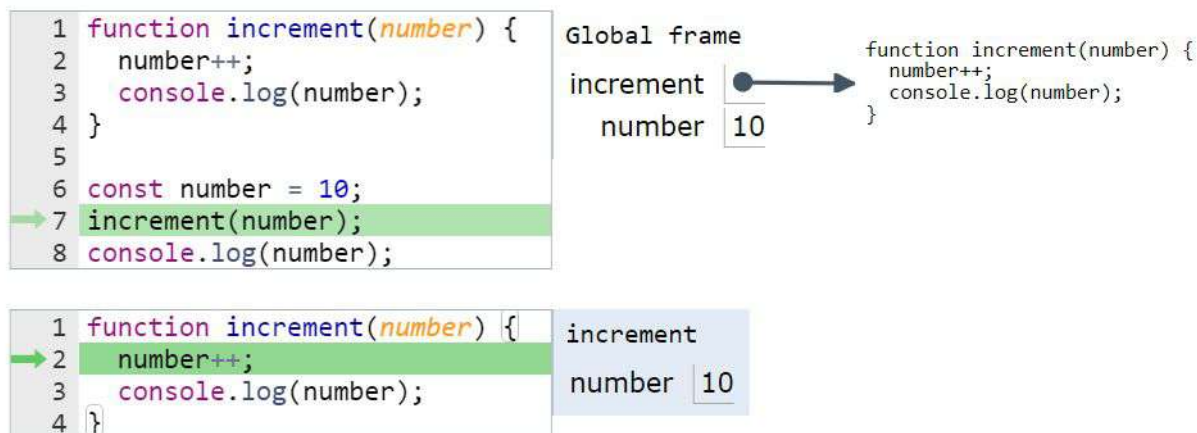 1 function increment(number) {
2 number++;
3 console.log(number);
4 }
5
6 const number = 10;
7 increment(number);
8 console.log(number);
Global frame
increment
number 10
function increment(number) {
number++;
console.log(number);
}
1 function increment(number) {
2 number++;
3 console.log(number);
4 }
increment
number 10